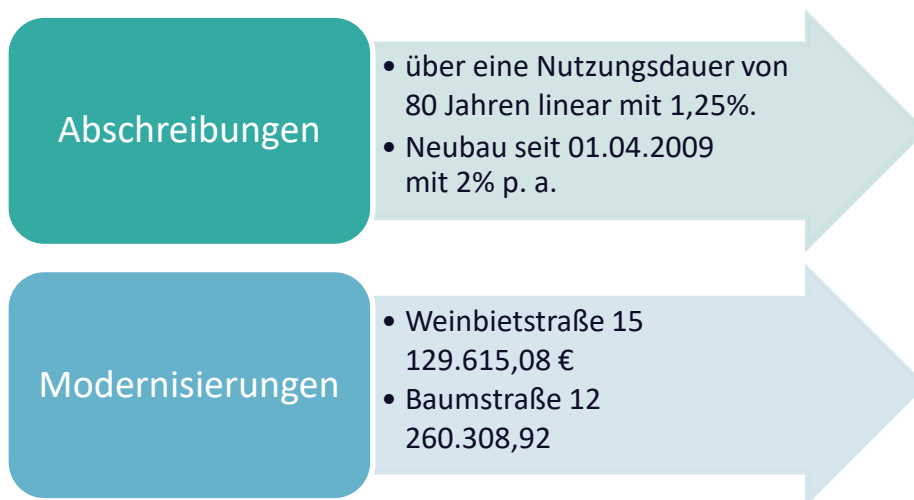 Abschreibungen
• über eine Nutzungsdauer von
80 Jahren linear mit 1,25%.
• Neubau seit 01.04.2009
mit 2% p. a.
Modernisierungen
• Weinbietstraße 15
129.615,08 €
• Baumstraße 12
260.308,92